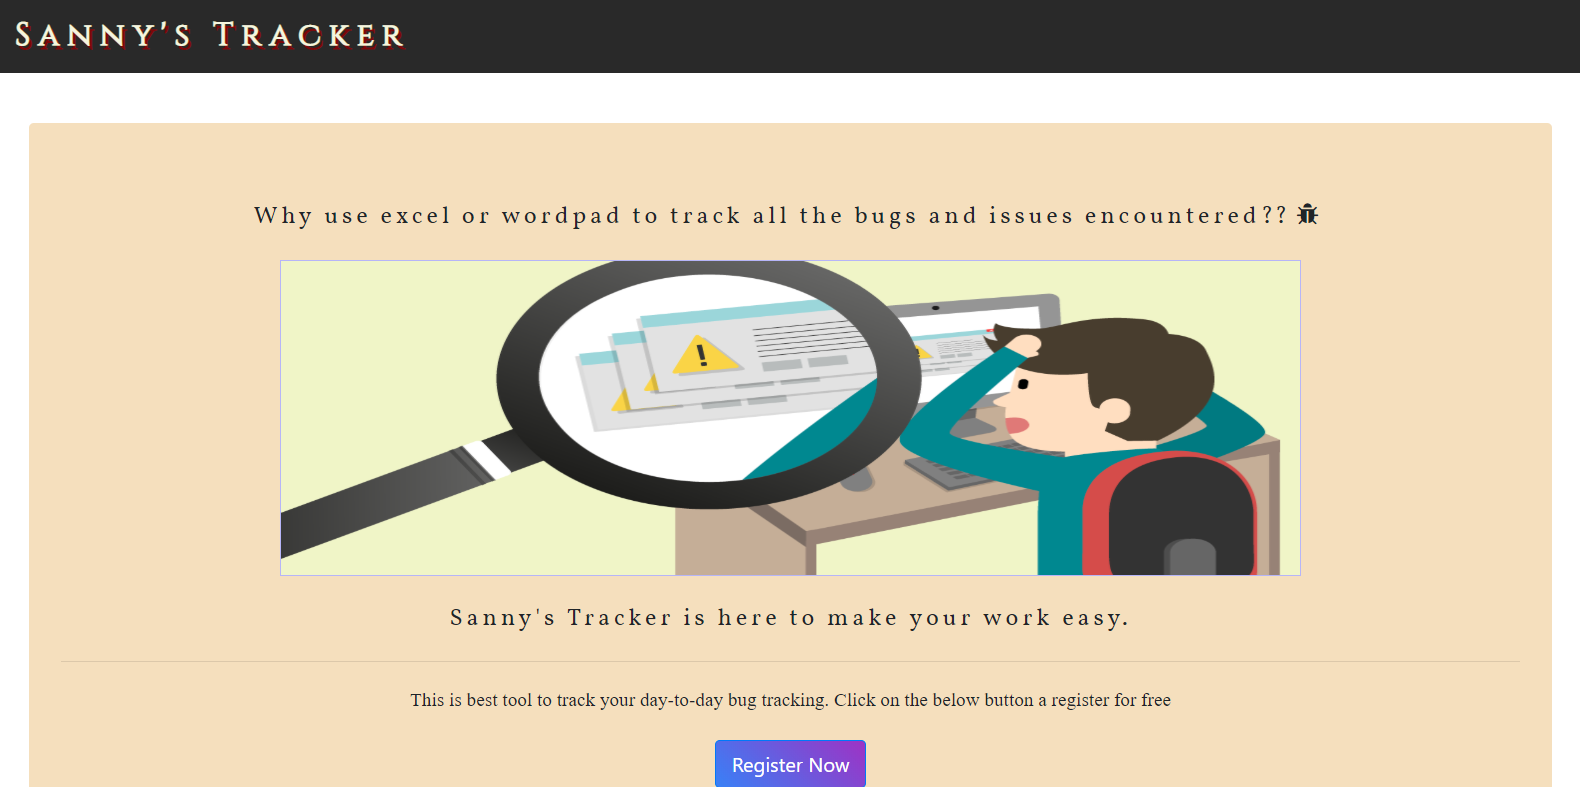 Sanny's Tracker
Why use excel or wordpad to track all the bugs and issues encountered??
Sanny's Tracker is here to make your work easy.
This is best tool to track your day-to-day bug tracking. Click on the below button a register for free
Register Now